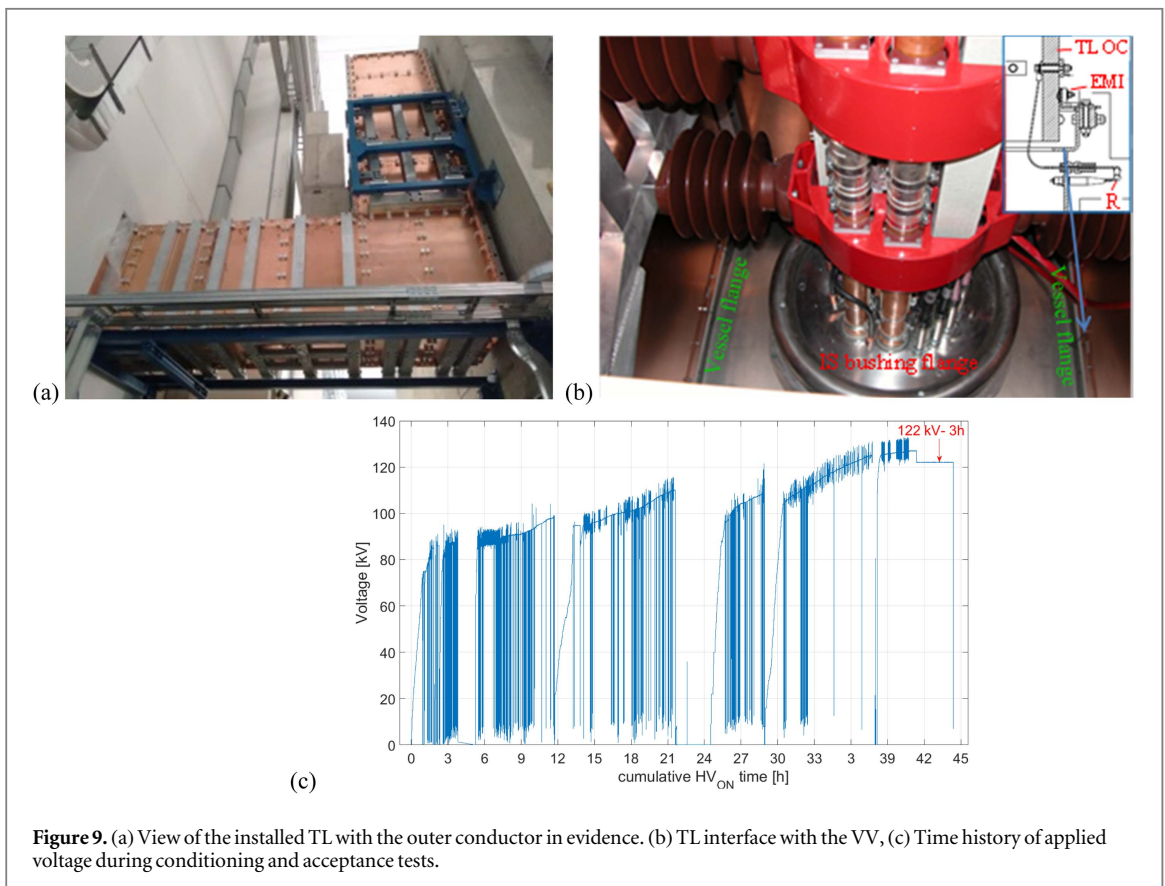 (a)
(b)
TL OC
EMI
R
Vessel flange
Vessel flange
IS bushing flange
140
120
100
80
60
40
20
0
Voltage [kV]
122 kV- 3h
0 3 6 9 12 15 18 21 24 27 30 33 3 39 42 45
cumulative HV_ON time [h]
(c)
Figure 9. (a) View of the installed TL with the outer conductor in evidence. (b) TL interface with the VV, (c) Time history of applied
voltage during conditioning and acceptance tests.